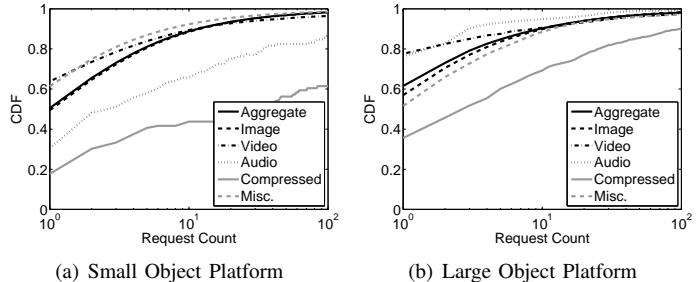 1
0.8
0.6
0.4
0.2
0
CDF
10^0
10^1
10^2
Request Count
Aggregate
Image
Video
Audio
Compressed
Misc.
(a) Small Object Platform
1
0.8
0.6
0.4
0.2
0
CDF
10^0
10^1
10^2
Request Count
Aggregate
Image
Video
Audio
Compressed
Misc.
(b) Large Object Platform